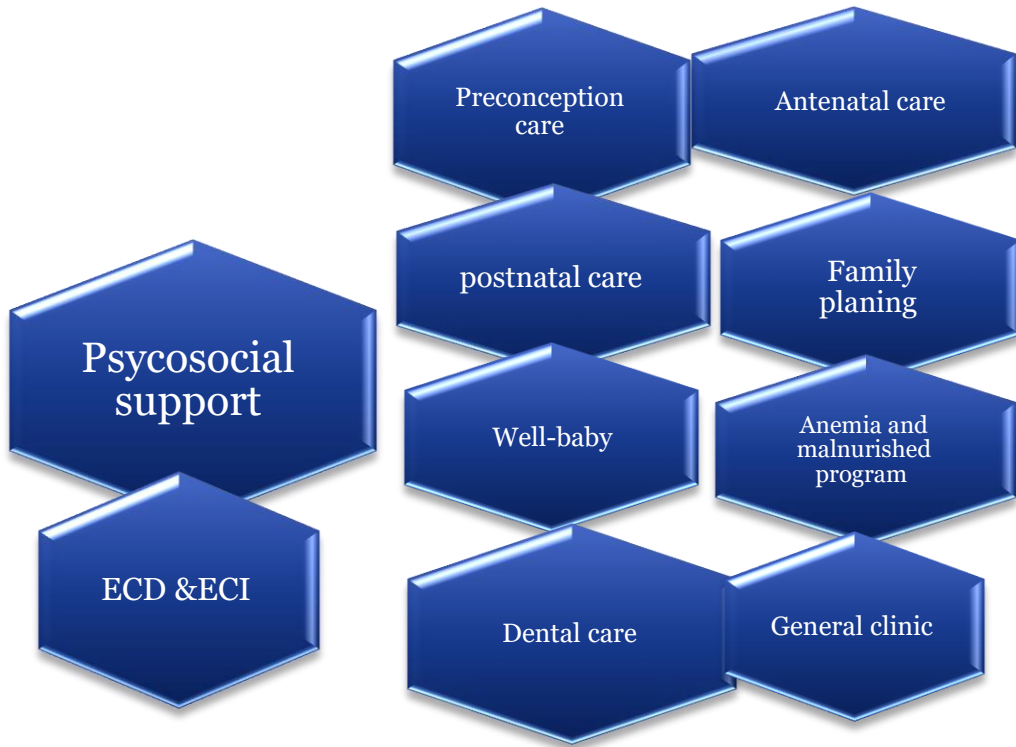 Preconception
care
Antenatal care
postnatal care
Family
planing
Psycosocial
support
Well-baby
Anemia and
malnurished
program
ECD &ECI
Dental care
General clinic